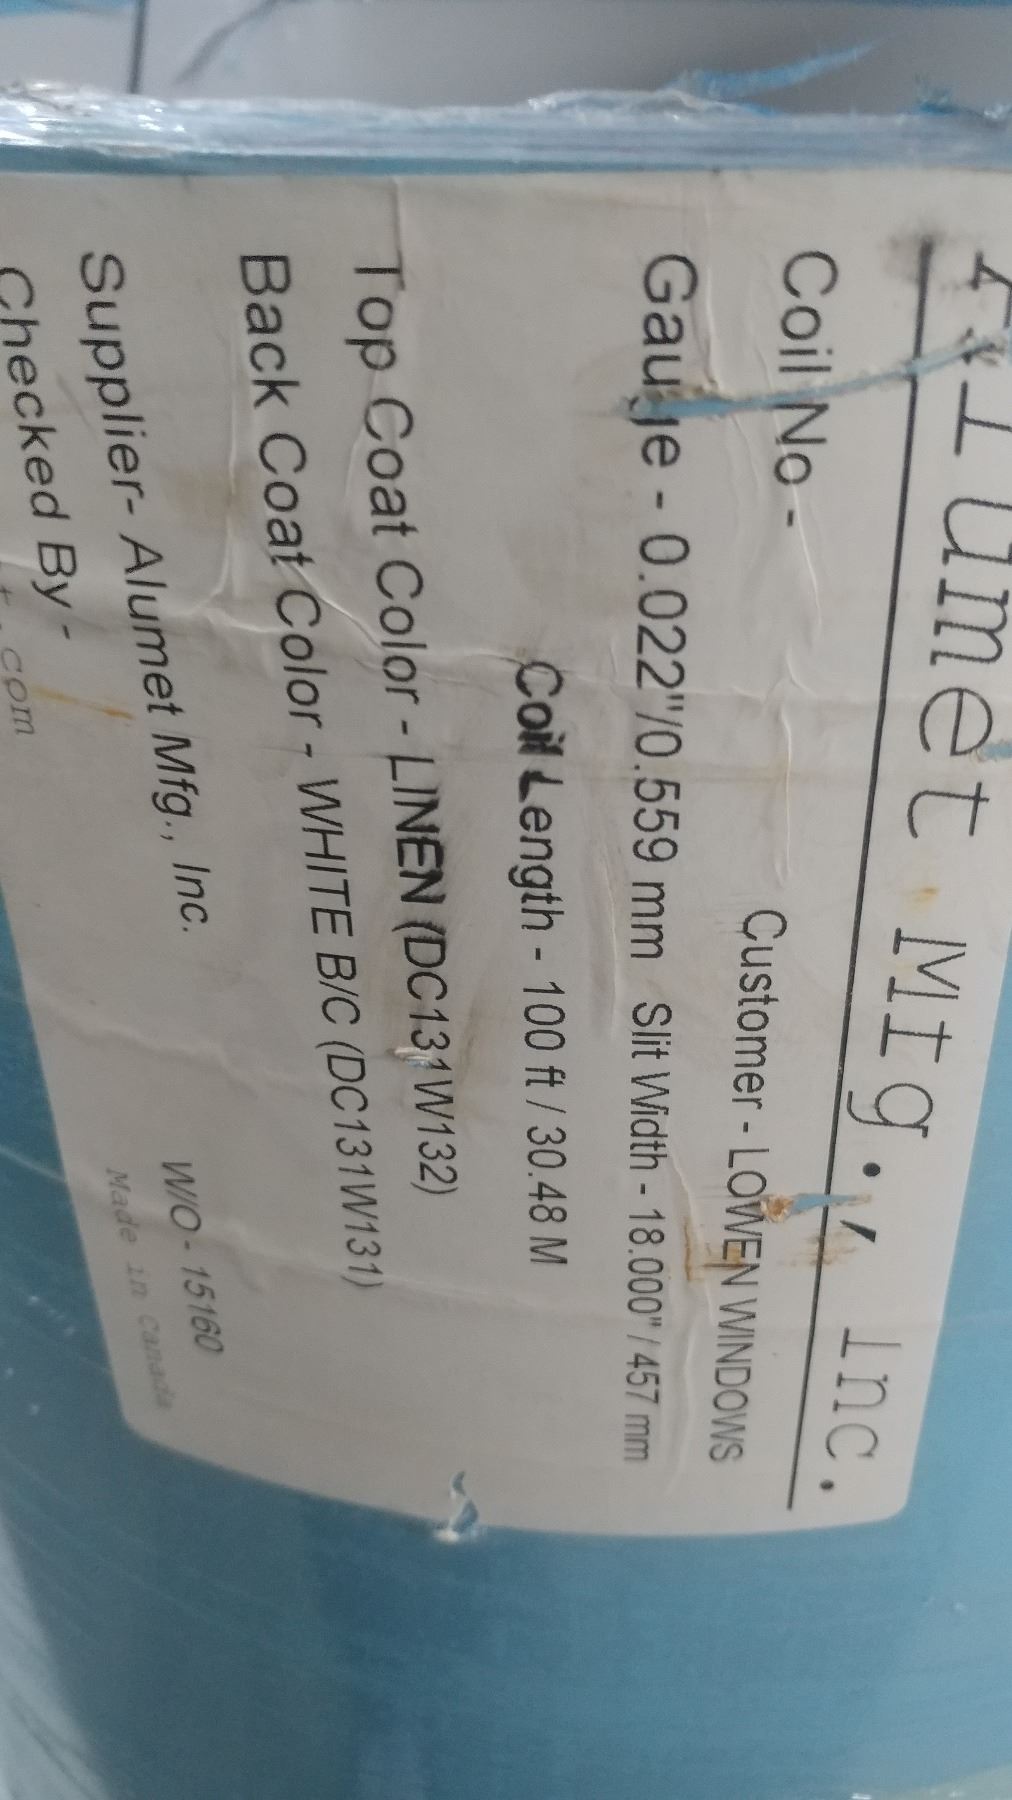 Alumet Mfg., Inc.
Coil No -
Customer - LOWEN WINDOWS
Gauge - 0.022"/0.559 mm Slit Width - 18.000" / 457 mm
Coil Length - 100 ft / 30.48 M
Top Coat Color - LINEN (DC131W132)
Back Coat Color - WHITE B/C (DC131W131)
Supplier- Alumet Mfg., Inc.
W/O - 15160
Checked By -
Made in Canada
.com